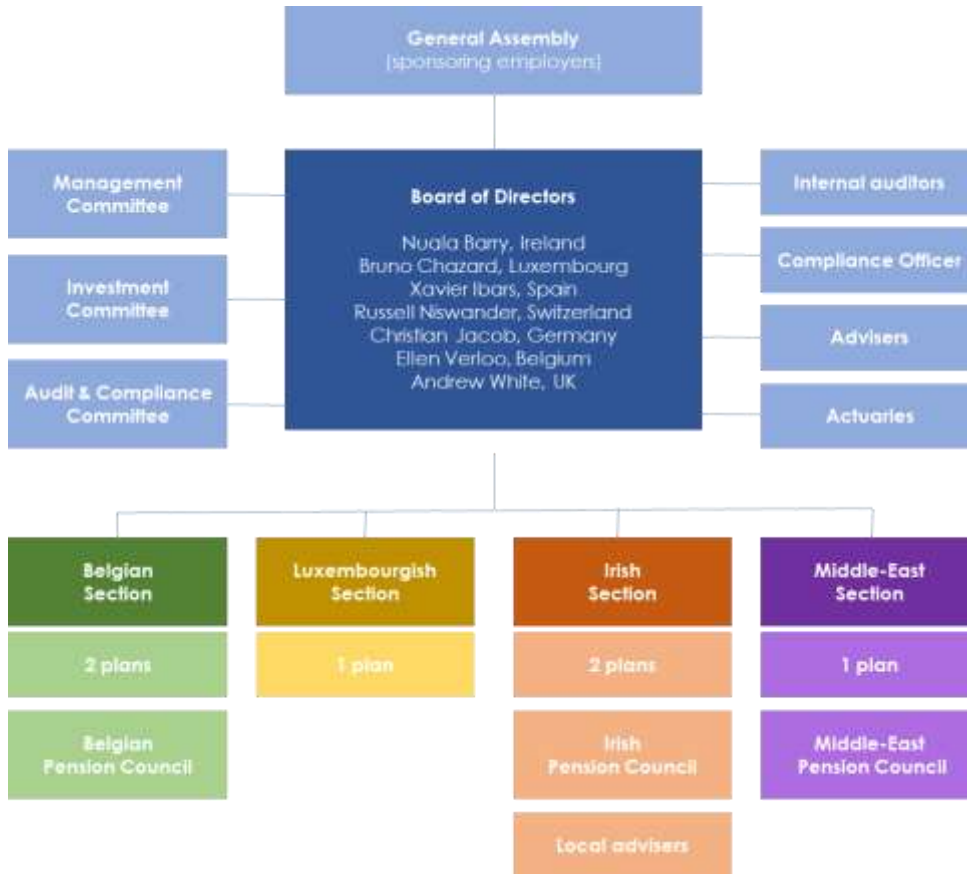 General Assembly
(sponsoring employers)
Management
Committee
Investment
Committee
Audit & Compliance
Committee
Board of Directors
Nuala Barry, Ireland
Bruno Chazard, Luxembourg
Xavier Ibars, Spain
Russell Niswander, Switzerland
Christian Jacob, Germany
Ellen Verloo, Belgium
Andrew White, UK
Internal auditors
Compliance Officer
Advisers
Actuaries
Belgian
Section
2 plans
Belgian
Pension Council
Luxembourgish
Section
1 plan
Irish
Section
2 plans
Irish
Pension Council
Local advisers
Middle-East
Section
1 plan
Middle-East
Pension Council